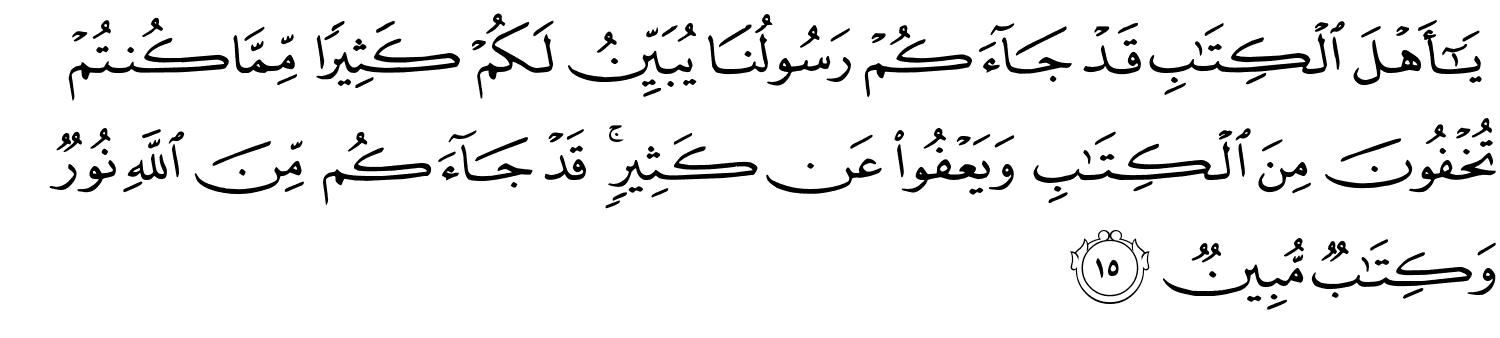 يَـٰٓأَهْلَ ٱلْكِتَـٰبِ قَدْ جَآءَكُمْ رَسُولُنَا يُبَيِّنُ لَكُمْ كَثِيرًا مِّمَّا كُنتُمْ
تُخْفُونَ مِنَ ٱلْكِتَـٰبِ وَيَعْفُوا۟ عَن كَثِيرٍ ۚ قَدْ جَآءَكُم مِّنَ ٱللَّهِ نُورٌ
وَكِتَـٰبٌ مُّبِينٌ ١٥